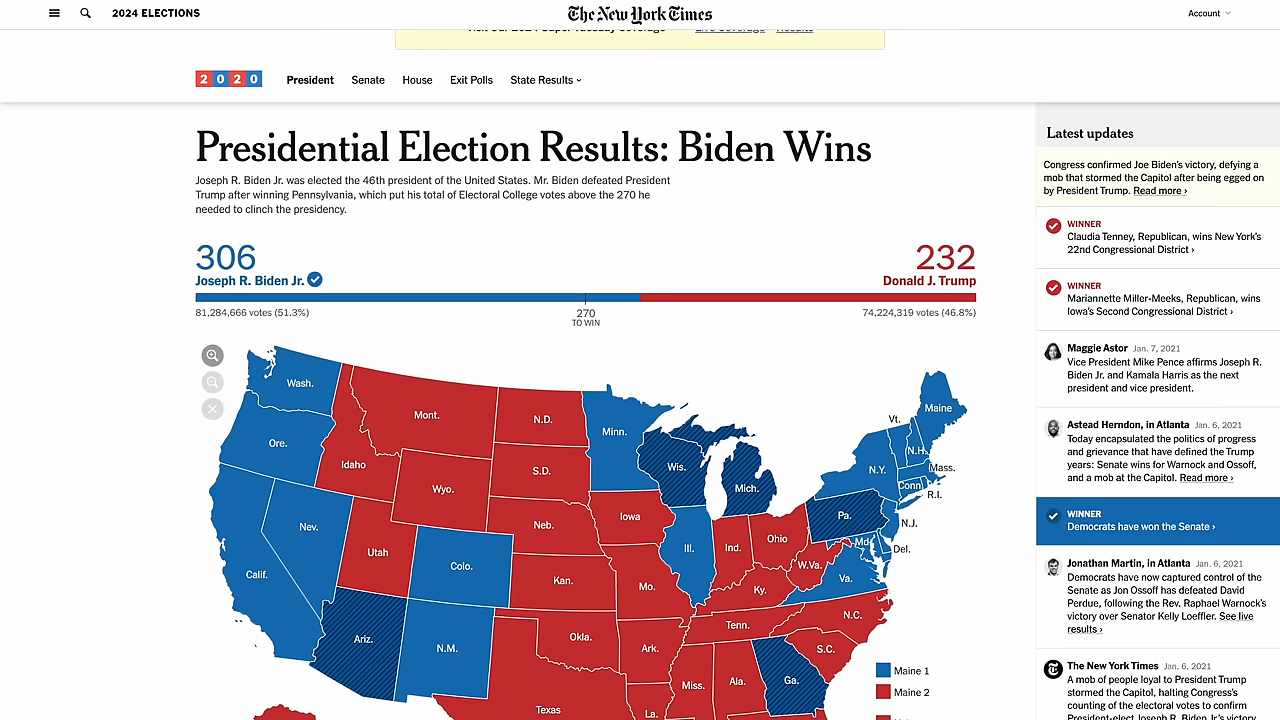 2024 ELECTIONS
The New York Times
Account
Visit Our 2024 Super Tuesday Coverage Live Coverage Results
2020
President
Senate
House
Exit Polls
State Results
Presidential Election Results: Biden Wins
Joseph R. Biden Jr. was elected the 46th president of the United States. Mr. Biden defeated President
Trump after winning Pennsylvania, which put his total of Electoral College votes above the 270 he
needed to clinch the presidency.
306
232
Joseph R. Biden Jr.
Donald J. Trump
81,284,666 votes (51.3%)
270
TO WIN
74,224,319 votes (46.8%)
Wash.
Ore.
Calif.
Nev.
Idaho
Mont.
Wyo.
Utah
Ariz.
Colo.
N.M.
N.D.
S.D.
Neb.
Kan.
Okla.
Texas
Minn.
Iowa
Mo.
Ark.
La.
Wis.
Ill.
Mich.
Ind.
Ohio
Ky.
Tenn.
Miss.
Ala.
Ga.
S.C.
N.C.
Va.
W.Va.
Pa.
Md.
Del.
N.J.
N.Y.
Conn.
R.I.
Mass.
Vt.
N.H.
Maine
Maine 1
Maine 2
Latest updates
Congress confirmed Joe Biden's victory, defying a
mob that stormed the Capitol after being egged on
by President Trump. Read more ›
WINNER
Claudia Tenney, Republican, wins New York's
22nd Congressional District ›
WINNER
Mariannette Miller-Meeks, Republican, wins
Iowa's Second Congressional District ›
Maggie Astor Jan. 7, 2021
Vice President Mike Pence affirms Joseph R.
Biden Jr. and Kamala Harris as the next
president and vice president.
Astead Herndon, in Atlanta Jan. 6, 2021
Today encapsulated the politics of progress
and grievance that have defined the Trump
years: Senate wins for Warnock and Ossoff,
and a mob at the Capitol. Read more ›
WINNER
Democrats have won the Senate ›
Jonathan Martin, in Atlanta Jan. 6, 2021
Democrats have now captured control of the
Senate as Jon Ossoff has defeated David
Perdue, following the Rev. Raphael Warnock's
victory over Senator Kelly Loeffler. See live
results ›
The New York Times Jan. 6, 2021
A mob of people loyal to President Trump
stormed the Capitol, halting Congress's
counting of the electoral votes to confirm
President-elect Joseph R. Biden Jr.'s victory